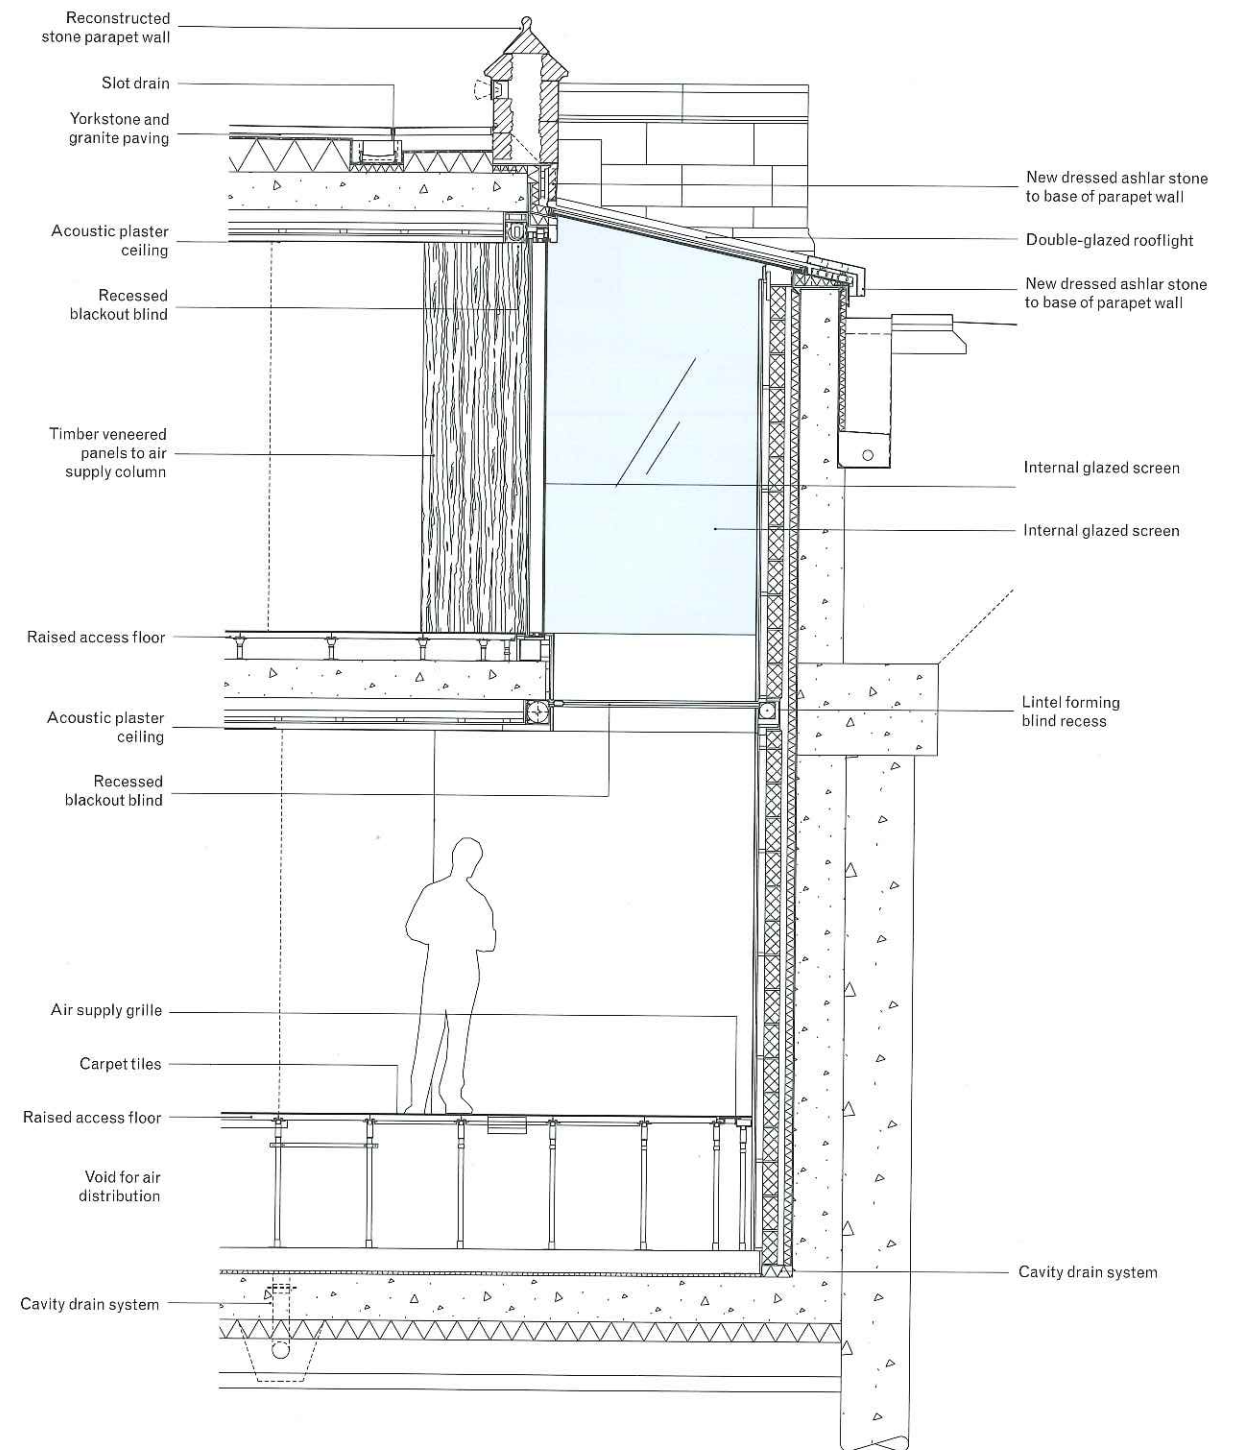 Reconstructed
stone parapet wall
Slot drain
Yorkstone and
granite paving
Acoustic plaster
ceiling
Recessed
blackout blind
Timber veneered
panels to air
supply column
Raised access floor
Acoustic plaster
ceiling
Recessed
blackout blind
Air supply grille
Carpet tiles
Raised access floor
Void for air
distribution
Cavity drain system
New dressed ashlar stone
to base of parapet wall
Double-glazed rooflight
New dressed ashlar stone
to base of parapet wall
Internal glazed screen
Internal glazed screen
Lintel forming
blind recess
Cavity drain system